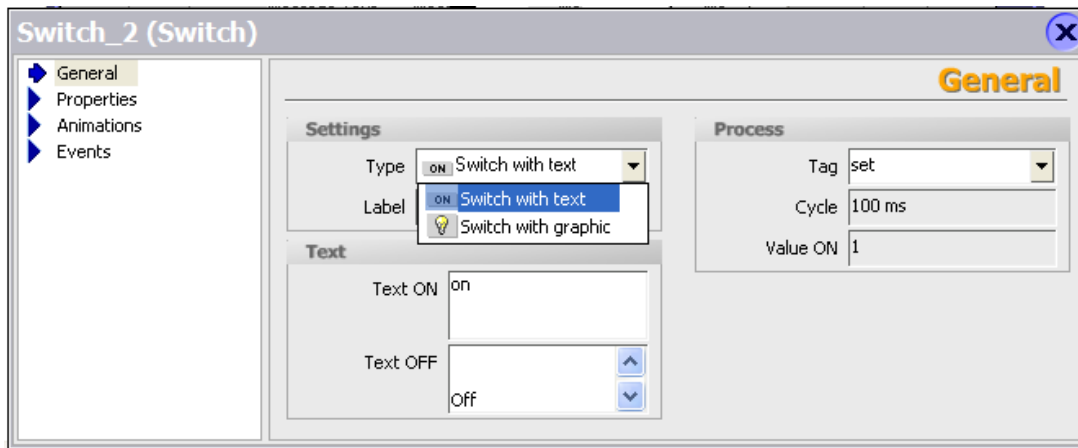 Switch_2 (Switch)
General
Properties
Animations
Events
General
Settings
Type ON Switch with text
ON Switch with text
Switch with graphic
Label
Text
Text ON on
Text OFF Off
Process
Tag set
Cycle 100 ms
Value ON 1